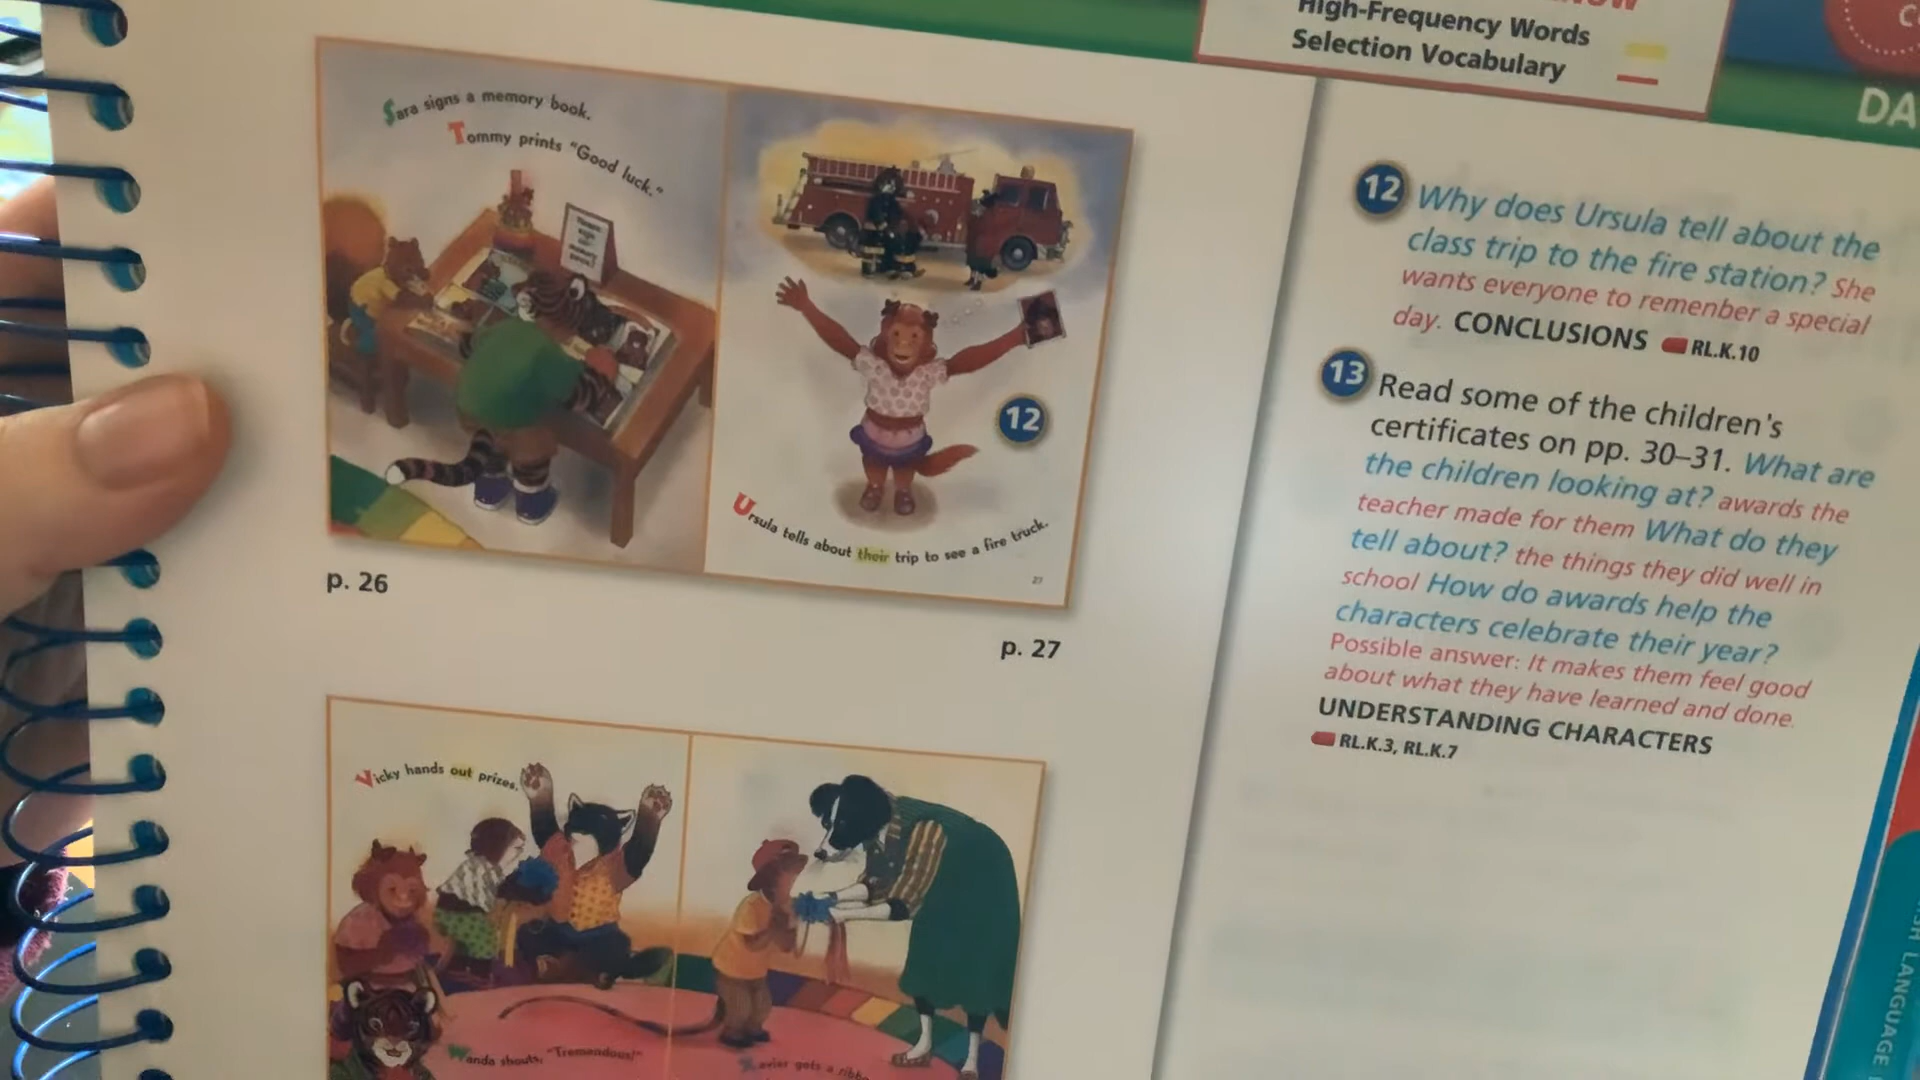 High-Frequency Words
Selection Vocabulary
DA
Sara signs a memory book.
Tommy prints "Good luck."
12
Ursula tells about their trip to see a fire truck.
27
p. 26
p. 27
Vicky hands out prizes.
Wanda shouts, "Tremendous!"
Xavier gets a ribbo
12 Why does Ursula tell about the
class trip to the fire station? She
wants everyone to remenber a special
day. CONCLUSIONS RL.K.10
13 Read some of the children's
certificates on pp. 30–31. What are
the children looking at? awards the
teacher made for them What do they
tell about? the things they did well in
school How do awards help the
characters celebrate their year?
Possible answer: It makes them feel good
about what they have learned and done.
UNDERSTANDING CHARACTERS
RL.K.3, RL.K.7
LANGUAGE